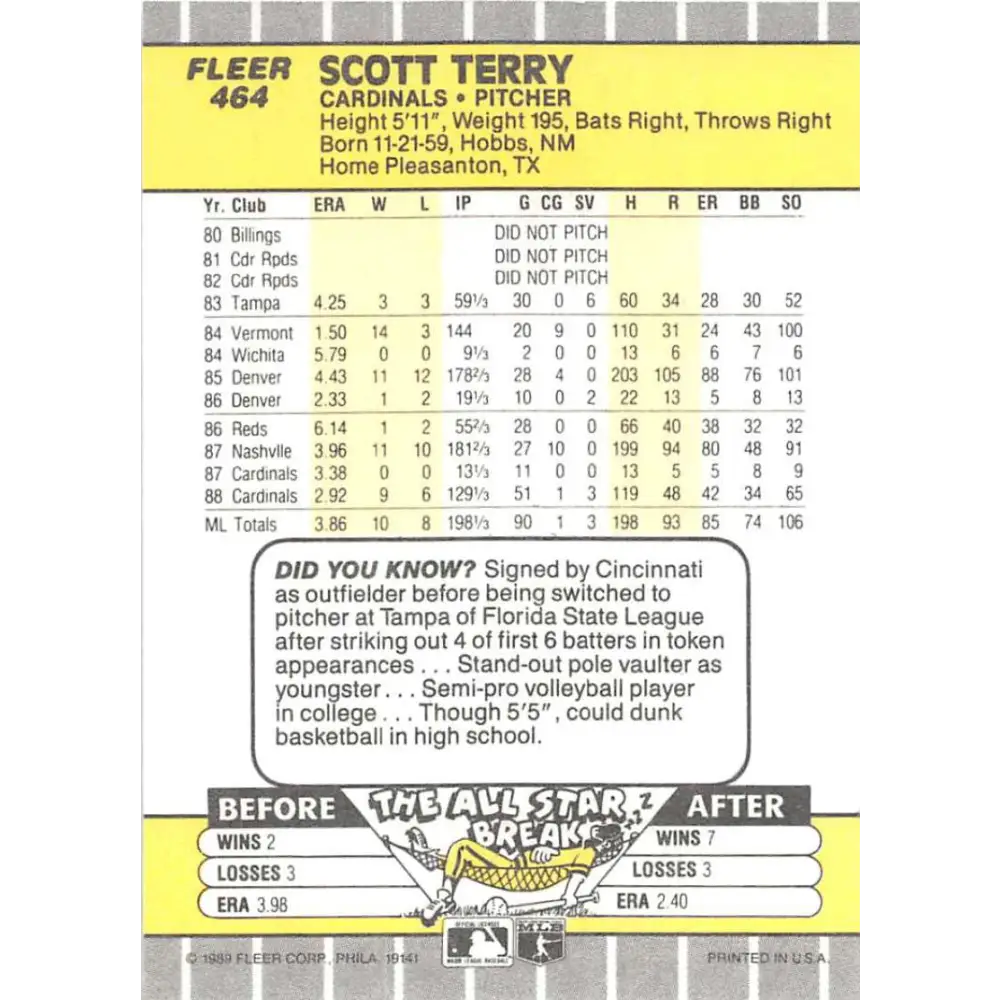 FLEER
464
SCOTT TERRY
CARDINALS • PITCHER
Height 5'11", Weight 195, Bats Right, Throws Right
Born 11-21-59, Hobbs, NM
Home Pleasanton, TX
Yr. Club ERA W L IP G CG SV H R ER BB SO
80 Billings DID NOT PITCH
81 Cdr Rpds DID NOT PITCH
82 Cdr Rpds DID NOT PITCH
83 Tampa 4.25 3 3 59⅓ 30 0 6 60 34 28 30 52
84 Vermont 1.50 14 3 144 20 9 0 110 31 24 43 100
84 Wichita 5.79 0 0 9⅓ 2 0 0 13 6 6 7 6
85 Denver 4.43 11 12 178⅔ 28 4 0 203 105 88 76 101
86 Denver 2.33 1 2 19⅓ 10 0 2 22 13 5 8 13
86 Reds 6.14 1 2 55⅔ 28 0 0 66 40 38 32 32
87 Nashvlle 3.96 11 10 181⅔ 27 10 0 199 94 80 48 91
87 Cardinals 3.38 0 0 13⅓ 11 0 0 13 5 5 8 9
88 Cardinals 2.92 9 6 129⅓ 51 1 3 119 48 42 34 65
ML Totals 3.86 10 8 198⅓ 90 1 3 198 93 85 74 106
DID YOU KNOW? Signed by Cincinnati
as outfielder before being switched to
pitcher at Tampa of Florida State League
after striking out 4 of first 6 batters in token
appearances . . . Stand-out pole vaulter as
youngster . . . Semi-pro volleyball player
in college . . . Though 5'5", could dunk
basketball in high school.
BEFORE THE ALL STAR BREAK AFTER
WINS 2 WINS 7
LOSSES 3 LOSSES 3
ERA 3.98 ERA 2.40
OFFICIAL LICENSEE
MAJOR LEAGUE BASEBALL
MLB
© 1989 FLEER CORP., PHILA. 19141 PRINTED IN U.S.A.